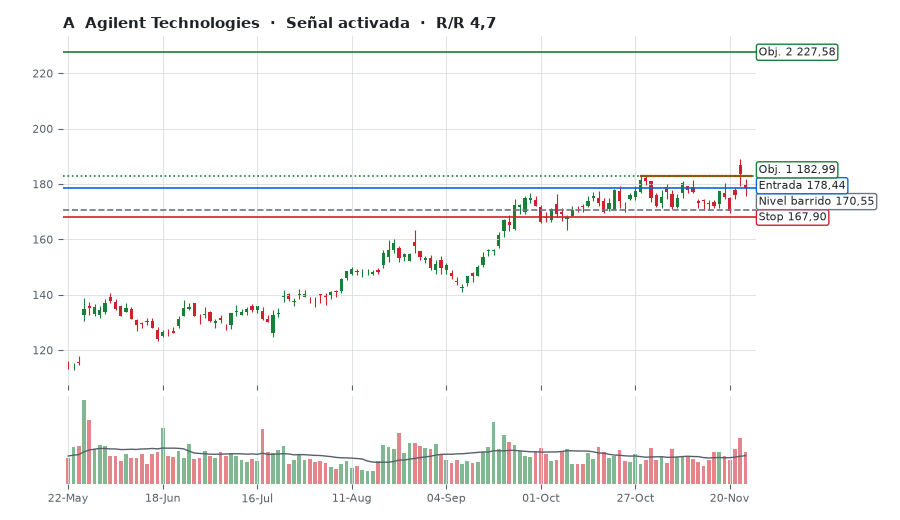 A Agilent Technologies · Señal activada · R/R 4,7
Obj. 2 227,58
220
200
Obj. 1 182,99
180
Entrada 178,44
Nivel barrido 170,55
Stop 167,90
160
140
120
22-May 18-Jun 16-jul 11-Aug 04-Sep 01-Oct 27-Oct 20-Nov